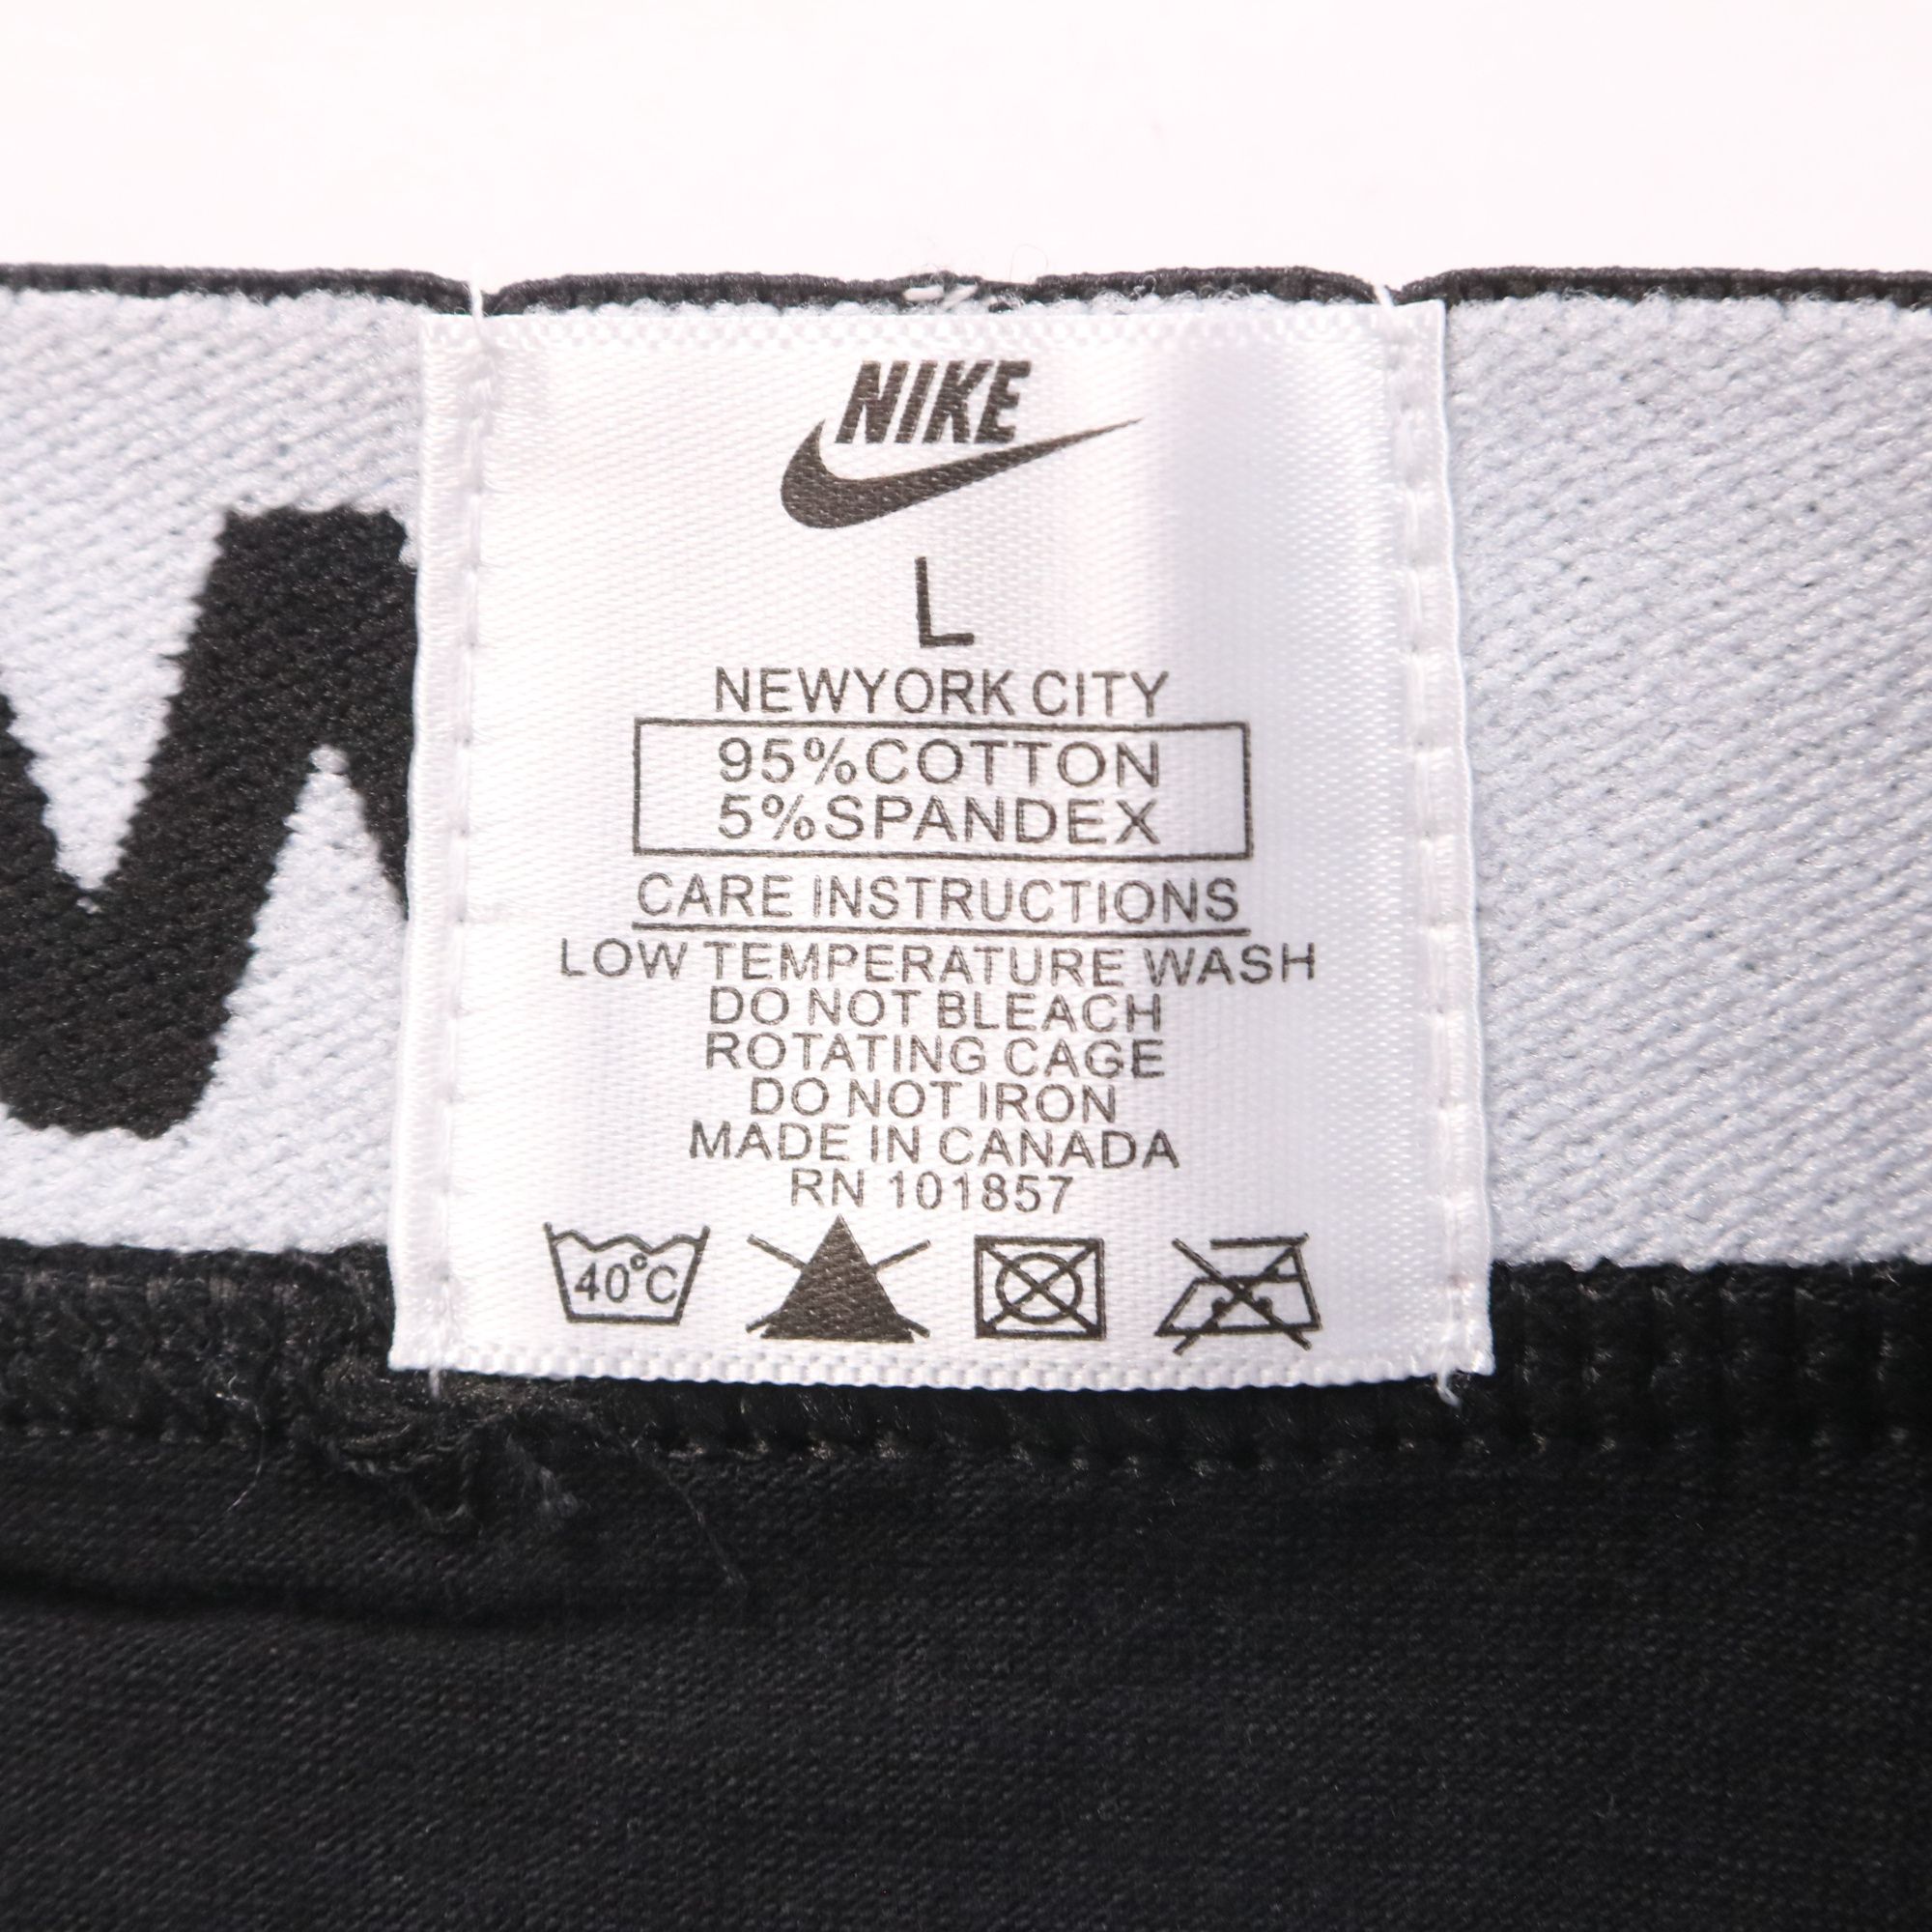 NIKE
L
NEWYORK CITY
95%COTTON
5%SPANDEX
CARE INSTRUCTIONS
LOW TEMPERATURE WASH
DO NOT BLEACH
ROTATING CAGE
DO NOT IRON
MADE IN CANADA
RN 101857
40°C